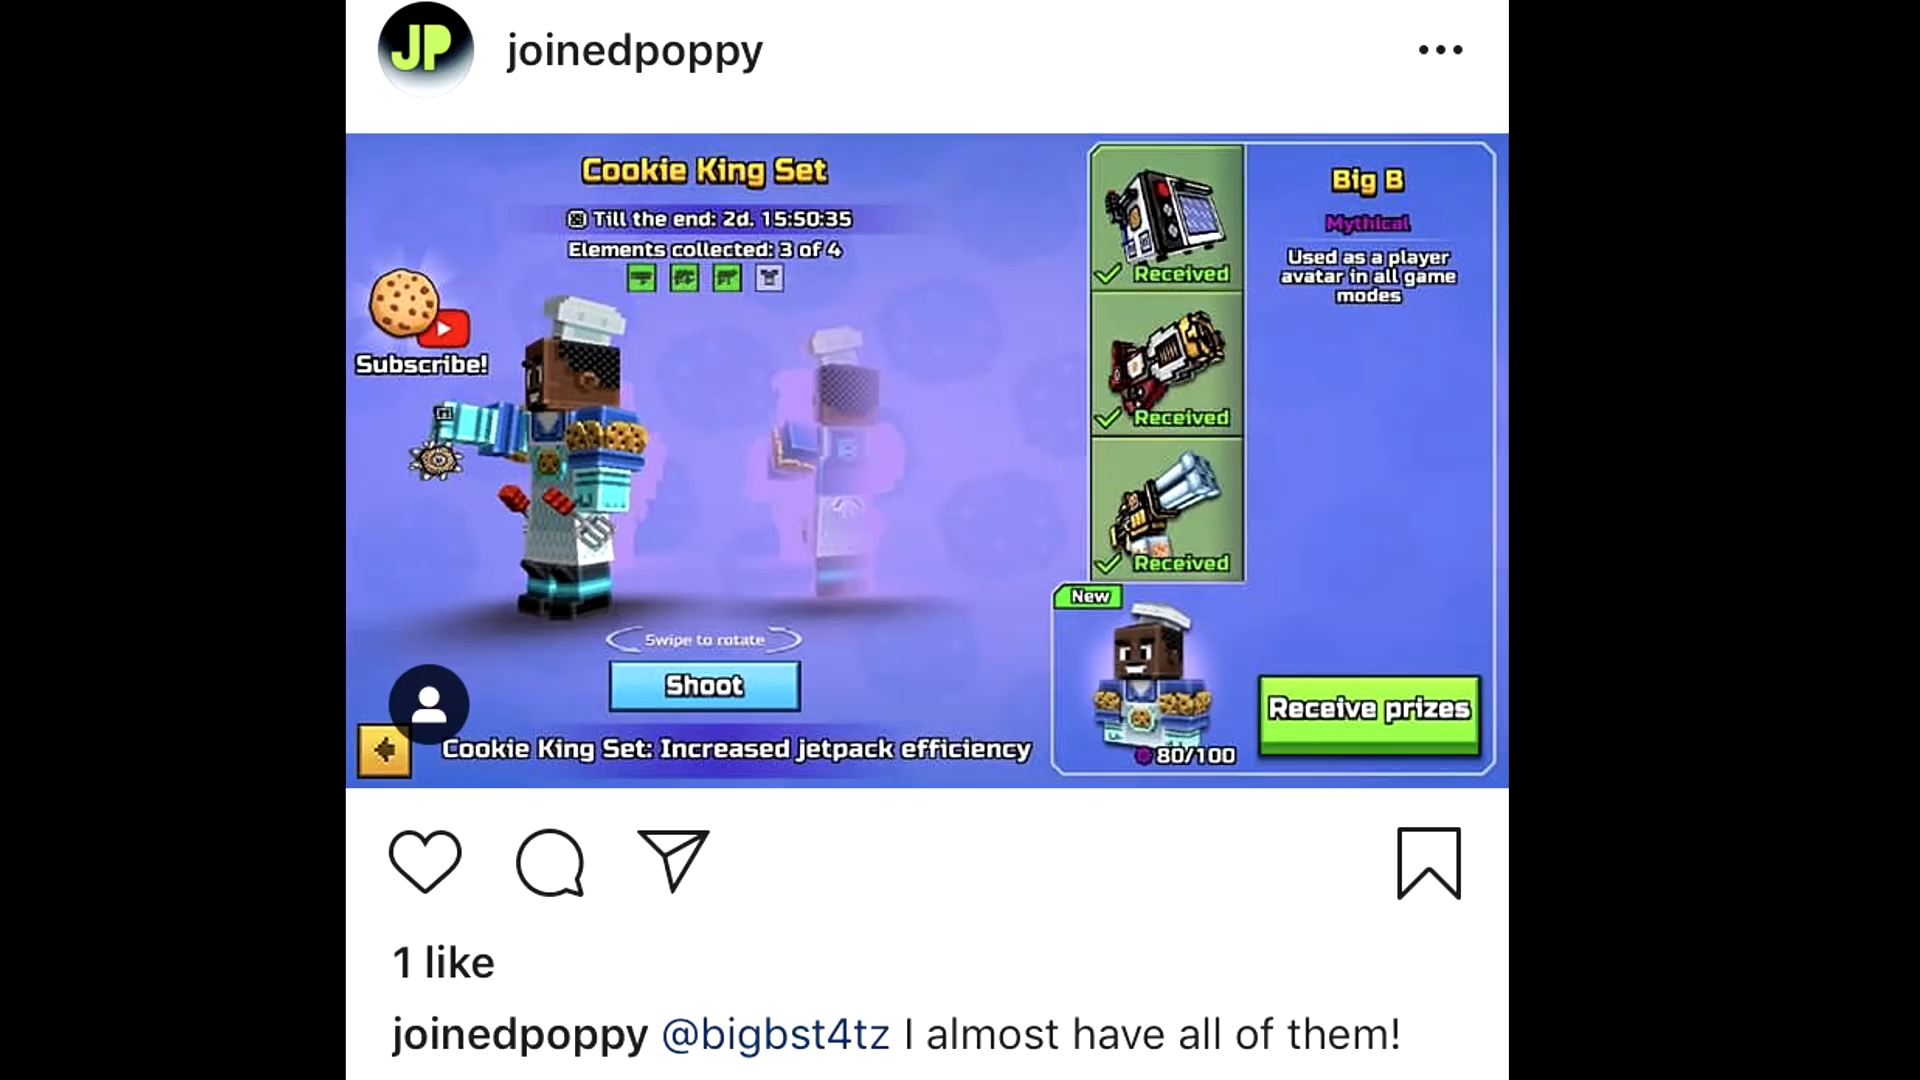 JP
joinedpoppy
Cookie King Set
Till the end: 2d. 15:50:35
Elements collected: 3 of 4
Subscribe!
Swipe to rotate
Shoot
Cookie King Set: Increased jetpack efficiency
Received
Received
Received
Big B
Mythical
Used as a player
avatar in all game
modes
New
80/100
Receive prizes
1 like
joinedpoppy @bigbst4tz I almost have all of them!